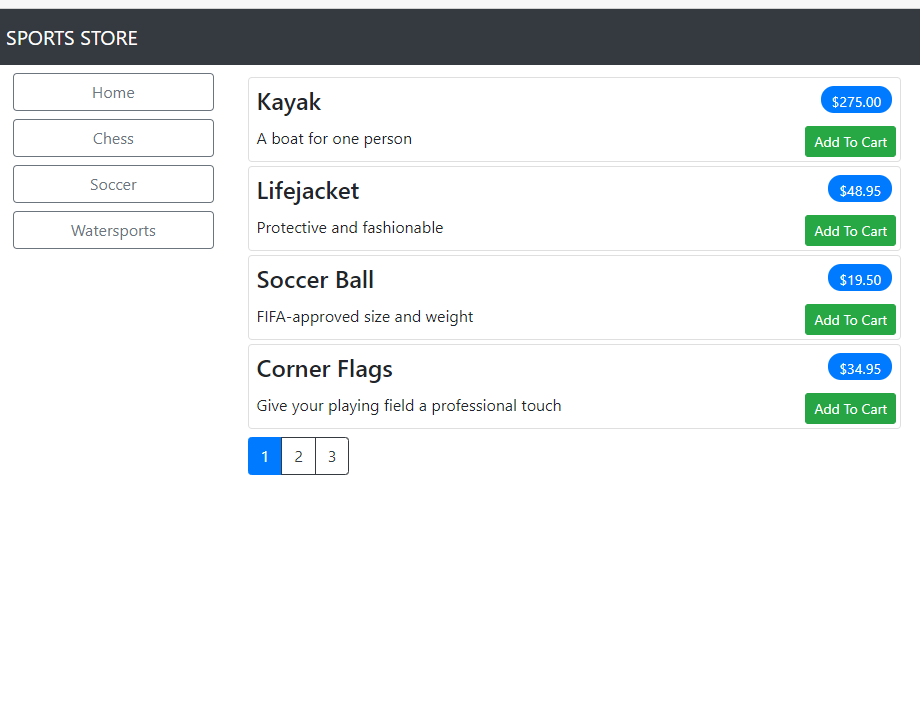 SPORTS STORE
Home
Chess
Soccer
Watersports
Kayak
$275.00
A boat for one person
Add To Cart
Lifejacket
$48.95
Protective and fashionable
Add To Cart
Soccer Ball
$19.50
FIFA-approved size and weight
Add To Cart
Corner Flags
$34.95
Give your playing field a professional touch
Add To Cart
1 2 3